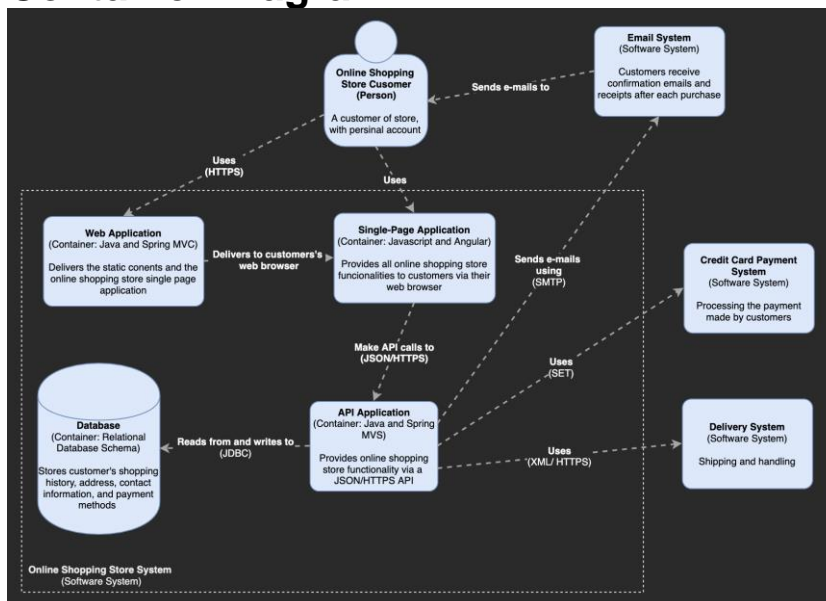 Online Shopping
Store Cusomer
(Person)
A customer of store,
with persinal account
Email System
(Software System)
Customers receive
confirmation emails and
receipts after each purchase
Sends e-mails to
Uses
(HTTPS)
Uses
Web Application
(Container: Java and Spring MVC)
Delivers the static conents and the
online shopping store single page
application
Delivers to customers's
web browser
Single-Page Application
(Container: Javascript and Angular)
Provides all online shopping store
funcionalities to customers via their
web browser
Sends e-mails
using
(SMTP)
Credit Card Payment
System
(Software System)
Processing the payment
made by customers
Make API calls to
(JSON/HTTPS)
Uses
(SET)
Database
(Container: Relational
Database Schema)
Stores customer's shopping
history, address, contact
information, and payment
methods
Reads from and writes to
(JDBC)
API Application
(Container: Java and Spring
MVS)
Provides online shopping
store functionality via a
JSON/HTTPS API
Uses
(XML/ HTTPS)
Delivery System
(Software System)
Shipping and handling
Online Shopping Store System
(Software System)